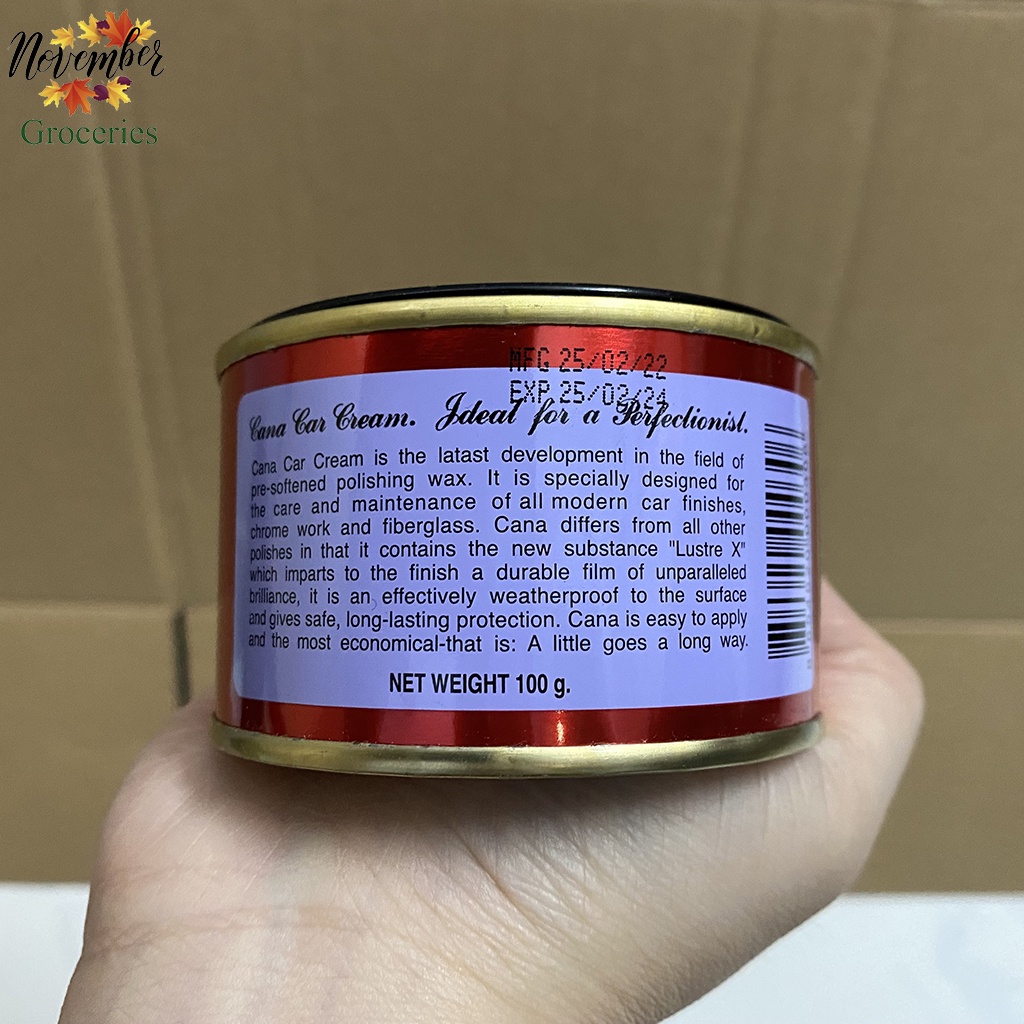 November
Groceries
MFG 25/02/22
EXP 25/02/24
Cana Car Cream. Ideal for a Perfectionist.
Cana Car Cream is the latast development in the field of
pre-softened polishing wax. It is specially designed for
the care and maintenance of all modern car finishes,
chrome work and fiberglass. Cana differs from all other
polishes in that it contains the new substance "Lustre X"
which imparts to the finish a durable film of unparalleled
brilliance, it is an effectively weatherproof to the surface
and gives safe, long-lasting protection. Cana is easy to apply
and the most economical-that is: A little goes a long way.
NET WEIGHT 100 g.